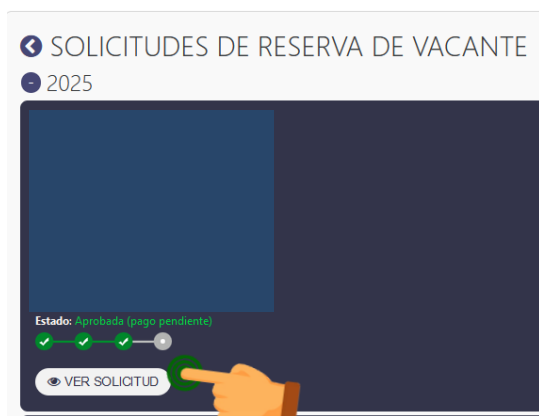 SOLICITUDES DE RESERVA DE VACANTE
2025
Estado: Aprobada (pago pendiente)
VER SOLICITUD